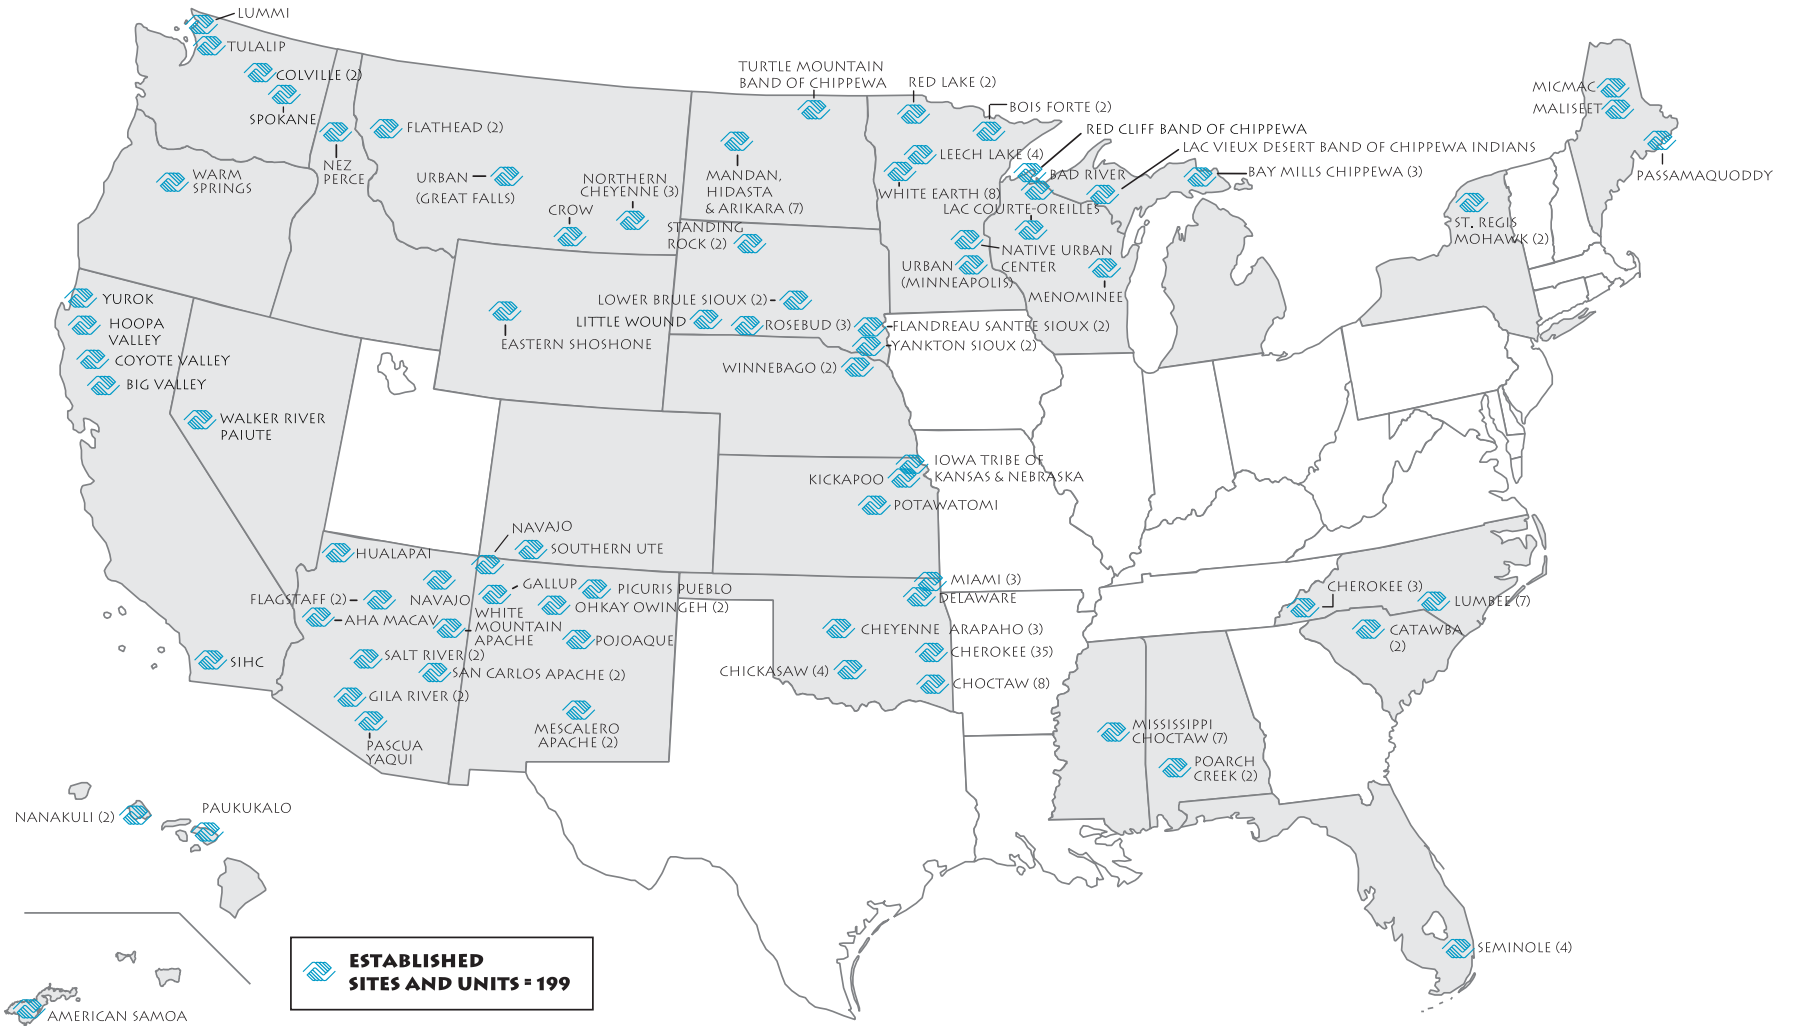 LUMMI
TULALIP
COLVILLE (2)
SPOKANE
NEZ
PERCE
WARM
SPRINGS
FLATHEAD (2)
URBAN
(GREAT FALLS)
NORTHERN
CHEYENNE (3)
CROW
TURTLE MOUNTAIN
BAND OF CHIPPEWA
MANDAN,
HIDASTA
& ARIKARA (7)
STANDING
ROCK (2)
RED LAKE (2)
BOIS FORTE (2)
RED CLIFF BAND OF CHIPPEWA
LAC VIEUX DESERT BAND OF CHIPPEWA INDIANS
LEECH LAKE (4)
BAD RIVER
BAY MILLS CHIPPEWA (3)
WHITE EARTH (8)
LAC COURTE-OREILLES
NATIVE URBAN
CENTER
URBAN
(MINNEAPOLIS)
MENOMINEE
MICMAC
MALISEET
PASSAMAQUODDY
ST. REGIS
MOHAWK (2)
YUROK
HOOPA
VALLEY
COYOTE VALLEY
BIG VALLEY
WALKER RIVER
PAIUTE
EASTERN SHOSHONE
LOWER BRULE SIOUX (2)
LITTLE WOUND
ROSEBUD (3)
FLANDREAU SANTEE SIOUX (2)
YANKTON SIOUX (2)
WINNEBAGO (2)
IOWA TRIBE OF
KANSAS & NEBRASKA
KICKAPOO
POTAWATOMI
NAVAJO
SOUTHERN UTE
HUALAPAI
NAVAJO
FLAGSTAFF (2)
AHA MACAV
GALLUP
PICURIS PUEBLO
OHKAY OWINGEH (2)
WHITE
MOUNTAIN
APACHE
POJOAQUE
SIHC
SALT RIVER (2)
SAN CARLOS APACHE (2)
GILA RIVER (2)
PASCUA
YAQUI
MESCALERO
APACHE (2)
MIAMI (3)
DELAWARE
CHEYENNE ARAPAHO (3)
CHEROKEE (35)
CHICKASAW (4)
CHOCTAW (8)
CHEROKEE (3)
LUMBEE (7)
CATAWBA
(2)
MISSISSIPPI
CHOCTAW (7)
POARCH
CREEK (2)
SEMINOLE (4)
NANAKULI (2)
PAUKUKALO
AMERICAN SAMOA
ESTABLISHED
SITES AND UNITS = 199